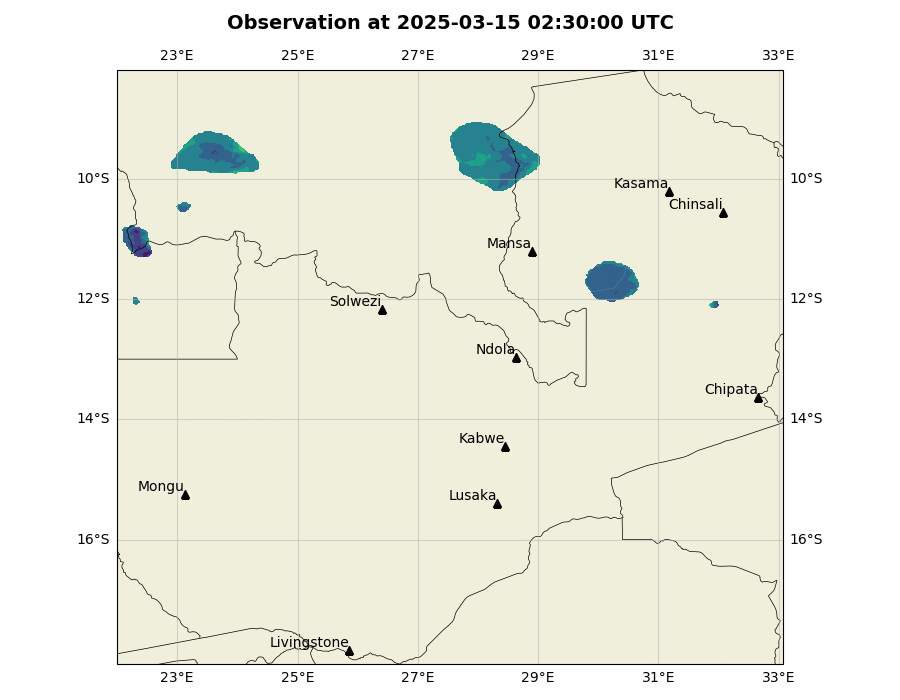 Observation at 2025-03-15 02:30:00 UTC
23°E 25°E 27°E 29°E 31°E 33°E
10°S 10°S
Kasama
Chinsali
Mansa
12°S 12°S
Solwezi
Ndola
Chipata
14°S 14°S
Kabwe
Mongu
Lusaka
16°S 16°S
Livingstone
23°E 25°E 27°E 29°E 31°E 33°E